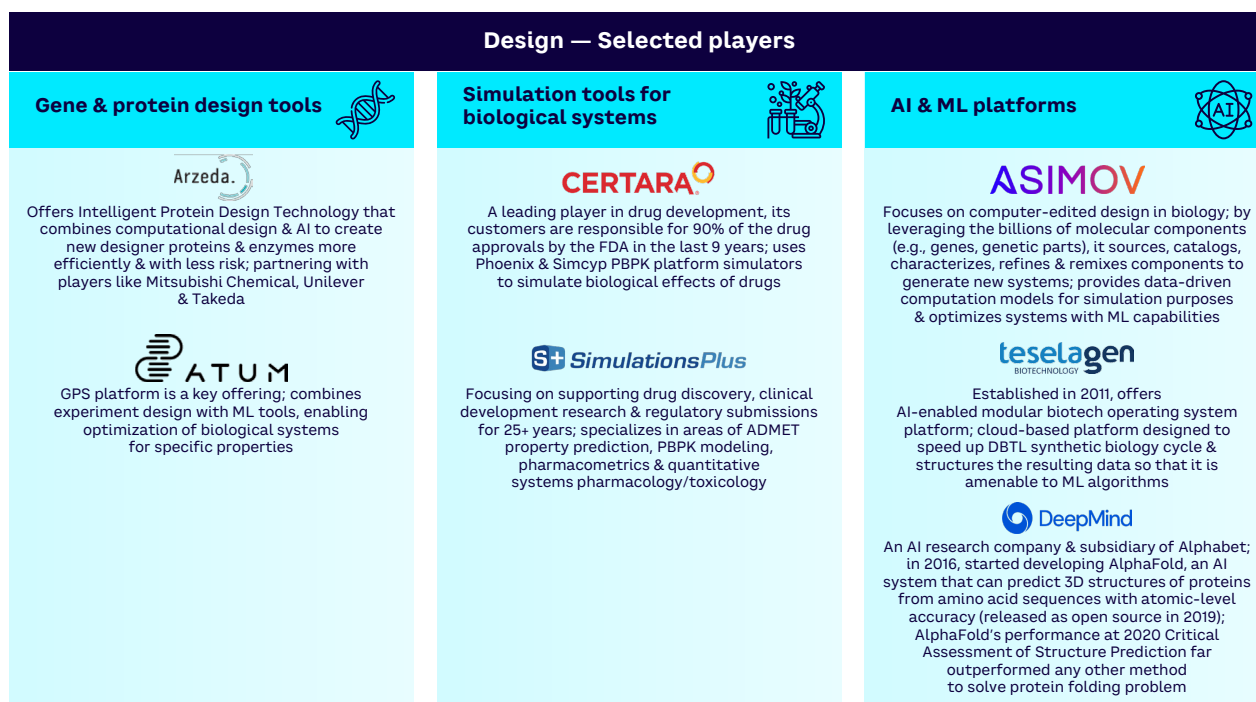 Design — Selected players
Gene & protein design tools
Arzeda.
Offers Intelligent Protein Design Technology that
combines computational design & AI to create
new designer proteins & enzymes more
efficiently & with less risk; partnering with
players like Mitsubishi Chemical, Unilever
& Takeda
ATUM
GPS platform is a key offering; combines
experiment design with ML tools, enabling
optimization of biological systems
for specific properties
Simulation tools for
biological systems
CERTARA
A leading player in drug development, its
customers are responsible for 90% of the drug
approvals by the FDA in the last 9 years; uses
Phoenix & Simcyp PBPK platform simulators
to simulate biological effects of drugs
S+ SimulationsPlus
Focusing on supporting drug discovery, clinical
development research & regulatory submissions
for 25+ years; specializes in areas of ADMET
property prediction, PBPK modeling,
pharmacometrics & quantitative
systems pharmacology/toxicology
AI & ML platforms
AI
ASIMOV
Focuses on computer-edited design in biology; by
leveraging the billions of molecular components
(e.g., genes, genetic parts), it sources, catalogs,
characterizes, refines & remixes components to
generate new systems; provides data-driven
computation models for simulation purposes
& optimizes systems with ML capabilities
teselagen
BIOTECHNOLOGY
Established in 2011, offers
AI-enabled modular biotech operating system
platform; cloud-based platform designed to
speed up DBTL synthetic biology cycle &
structures the resulting data so that it is
amenable to ML algorithms
DeepMind
An AI research company & subsidiary of Alphabet;
in 2016, started developing AlphaFold, an AI
system that can predict 3D structures of proteins
from amino acid sequences with atomic-level
accuracy (released as open source in 2019);
AlphaFold's performance at 2020 Critical
Assessment of Structure Prediction far
outperformed any other method
to solve protein folding problem